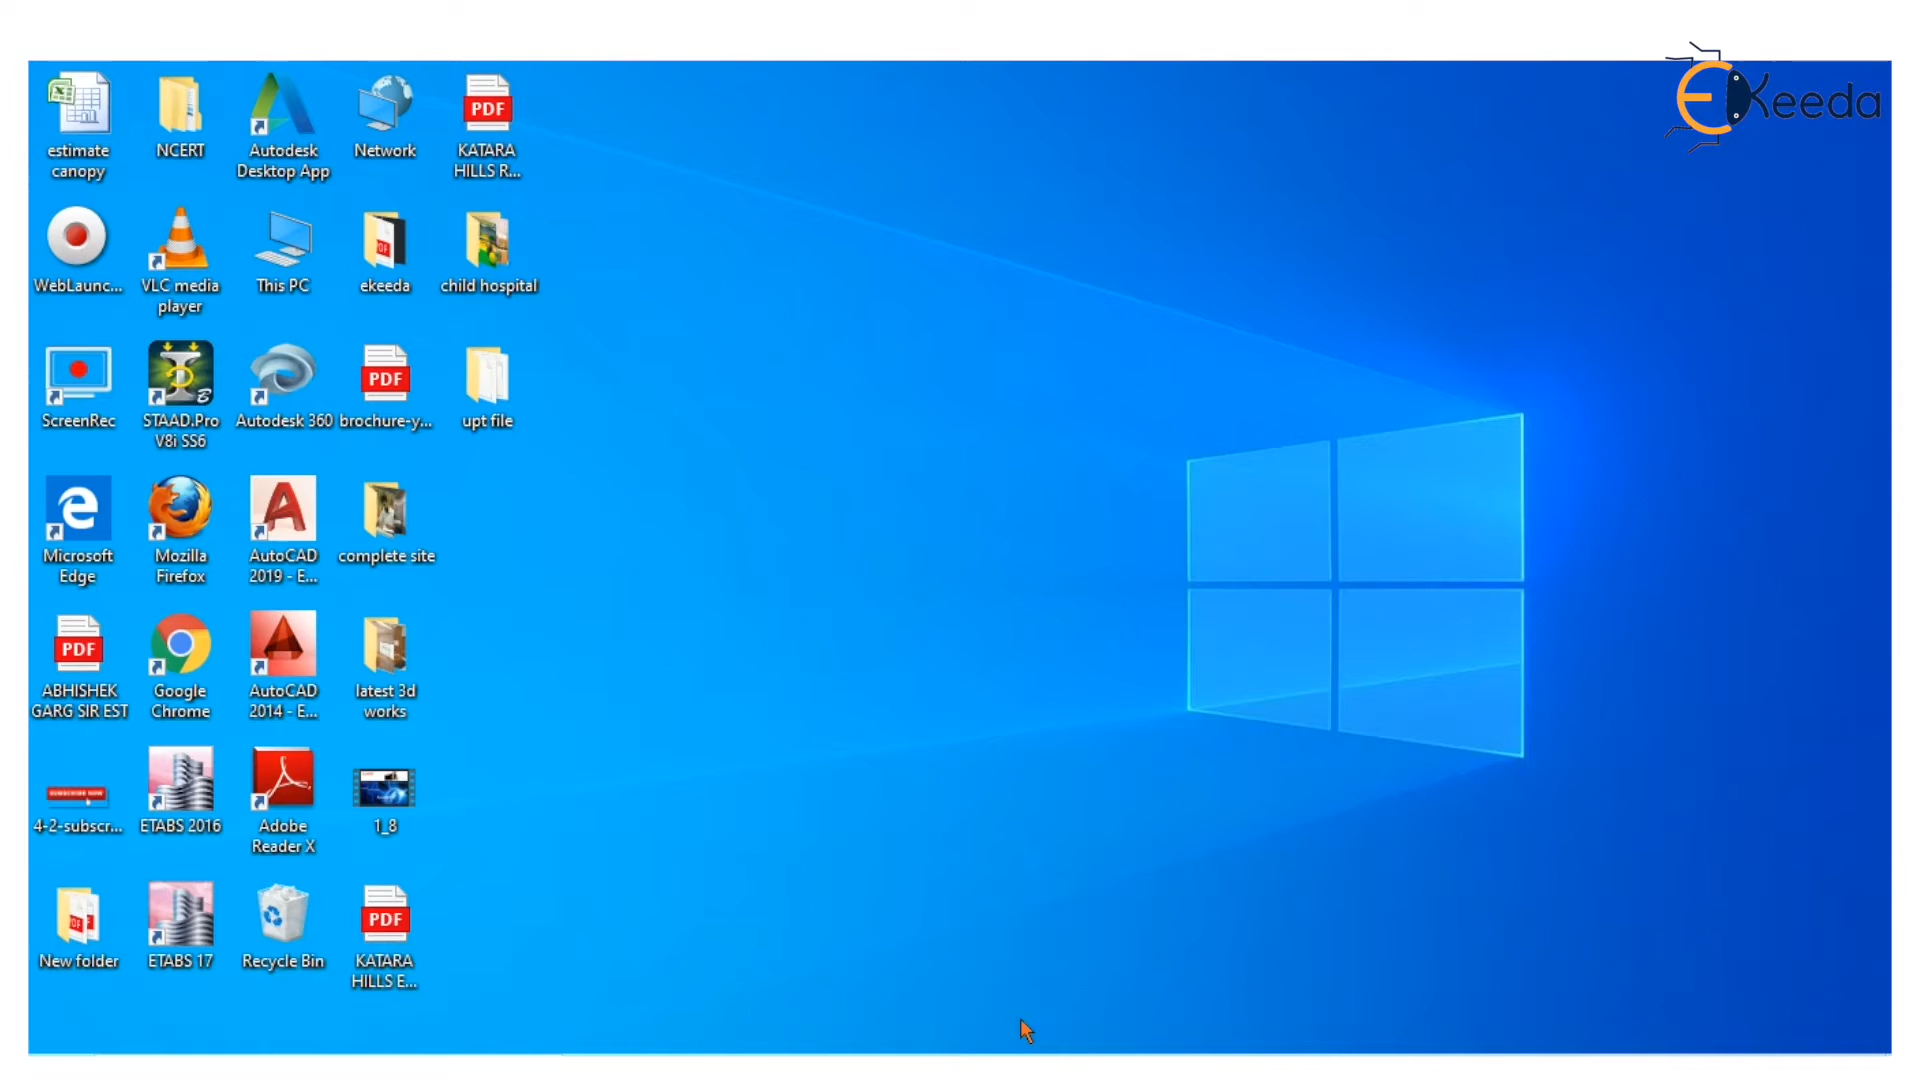 EKeeda
estimate
canopy
NCERT
Autodesk
Desktop App
Network
PDF
KATARA
HILLS R...
WebLaunc...
VLC media
player
This PC
PDF
ekeeda
child hospital
ScreenRec
STAAD.Pro
V8i SS6
Autodesk 360
PDF
brochure-y...
upt file
Microsoft
Edge
Mozilla
Firefox
AutoCAD
2019 - E...
complete site
PDF
ABHISHEK
GARG SIR EST
Google
Chrome
AutoCAD
2014 - E...
latest 3d
works
SUBSCRIBE NOW
4-2-subscr...
ETABS 2016
Adobe
Reader X
1_8
New folder
ETABS 17
Recycle Bin
PDF
KATARA
HILLS E...